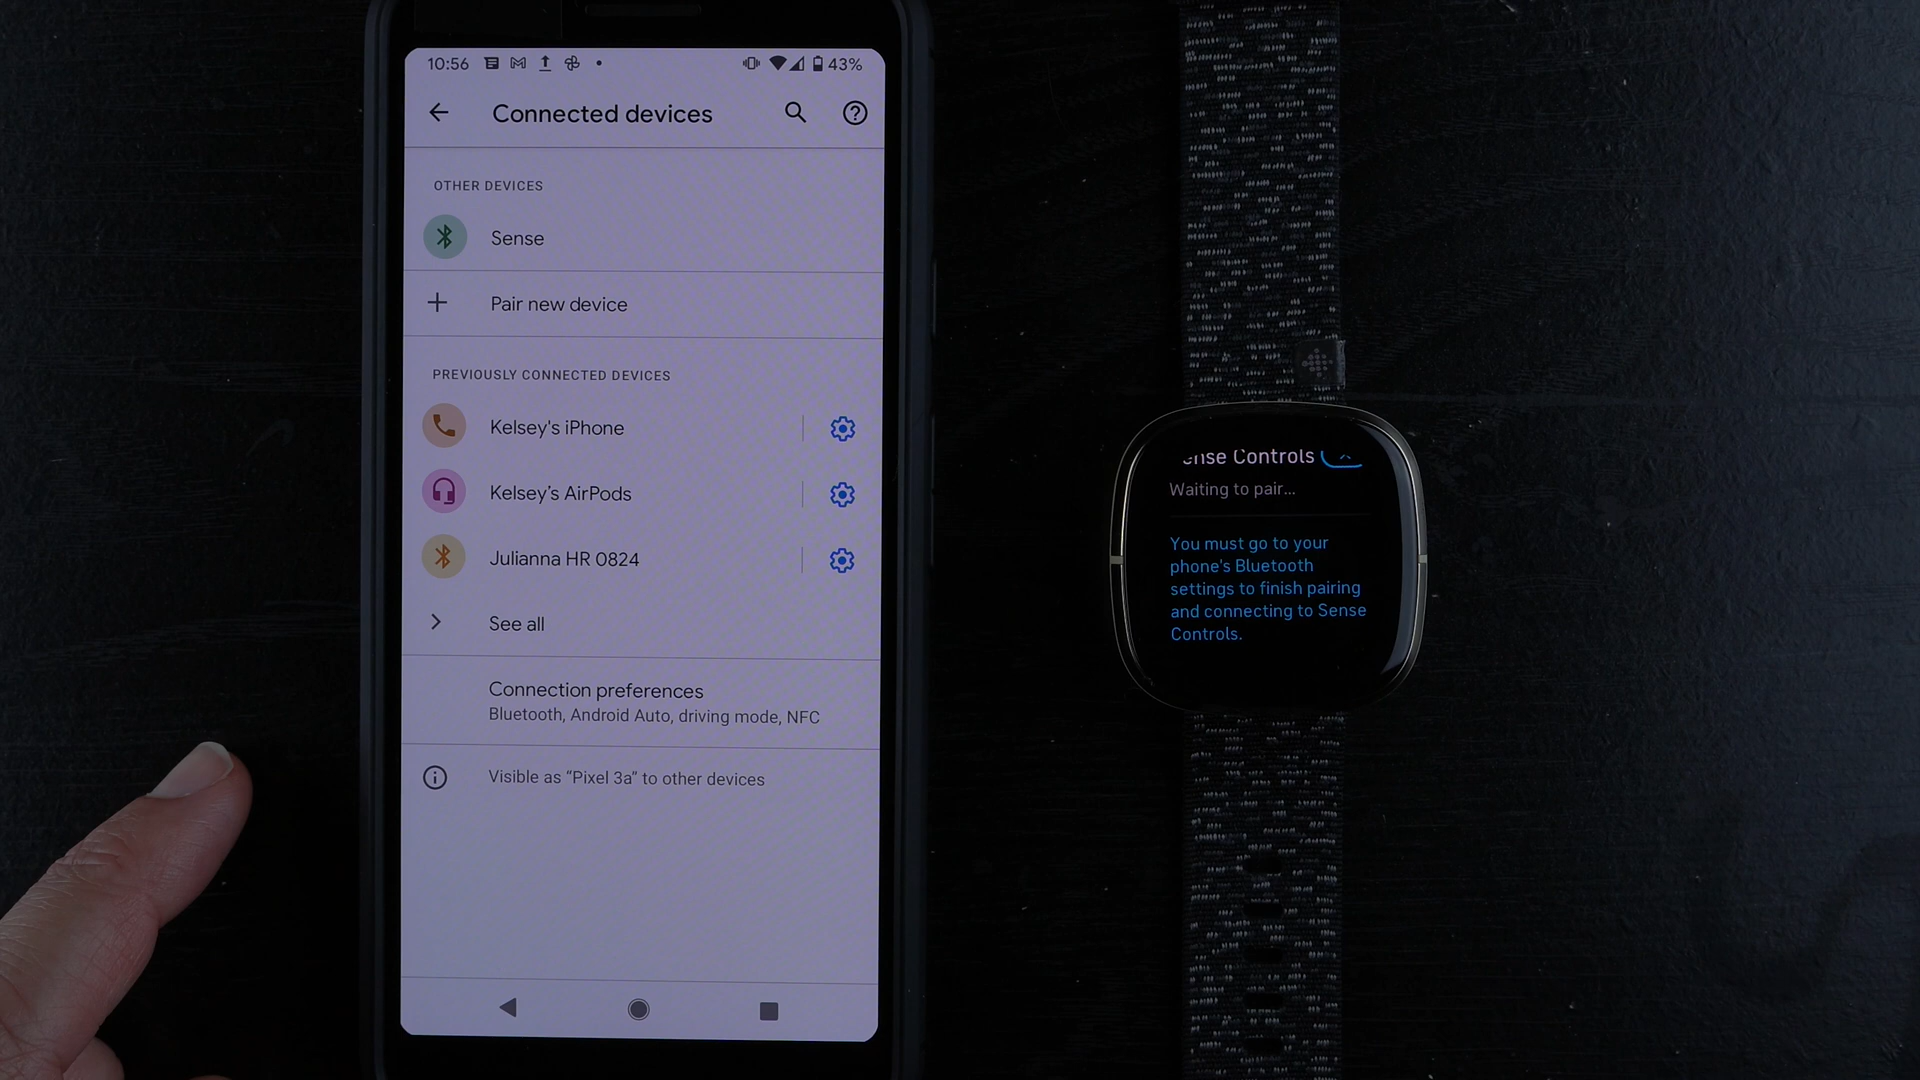 10:56
43%
Connected devices
OTHER DEVICES
Sense
Pair new device
PREVIOUSLY CONNECTED DEVICES
Kelsey's iPhone
Kelsey's AirPods
Julianna HR 0824
See all
Connection preferences
Bluetooth, Android Auto, driving mode, NFC
Visible as "Pixel 3a" to other devices
Sense Controls
Waiting to pair...
You must go to your
phone's Bluetooth
settings to finish pairing
and connecting to Sense
Controls.